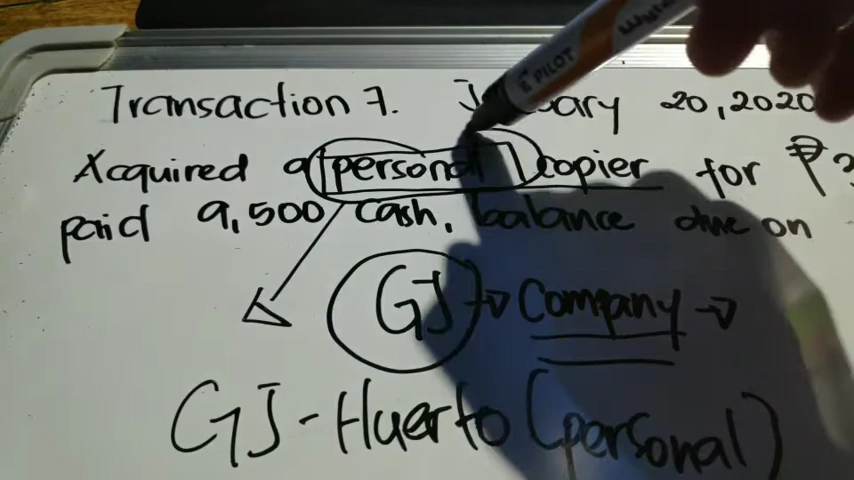 Transaction 7. 20,2020
Acquired a personal copier for ₱
paid 9,500 cash, balance due on
GJ Company
GJ - Huerto (personal)
PILOT